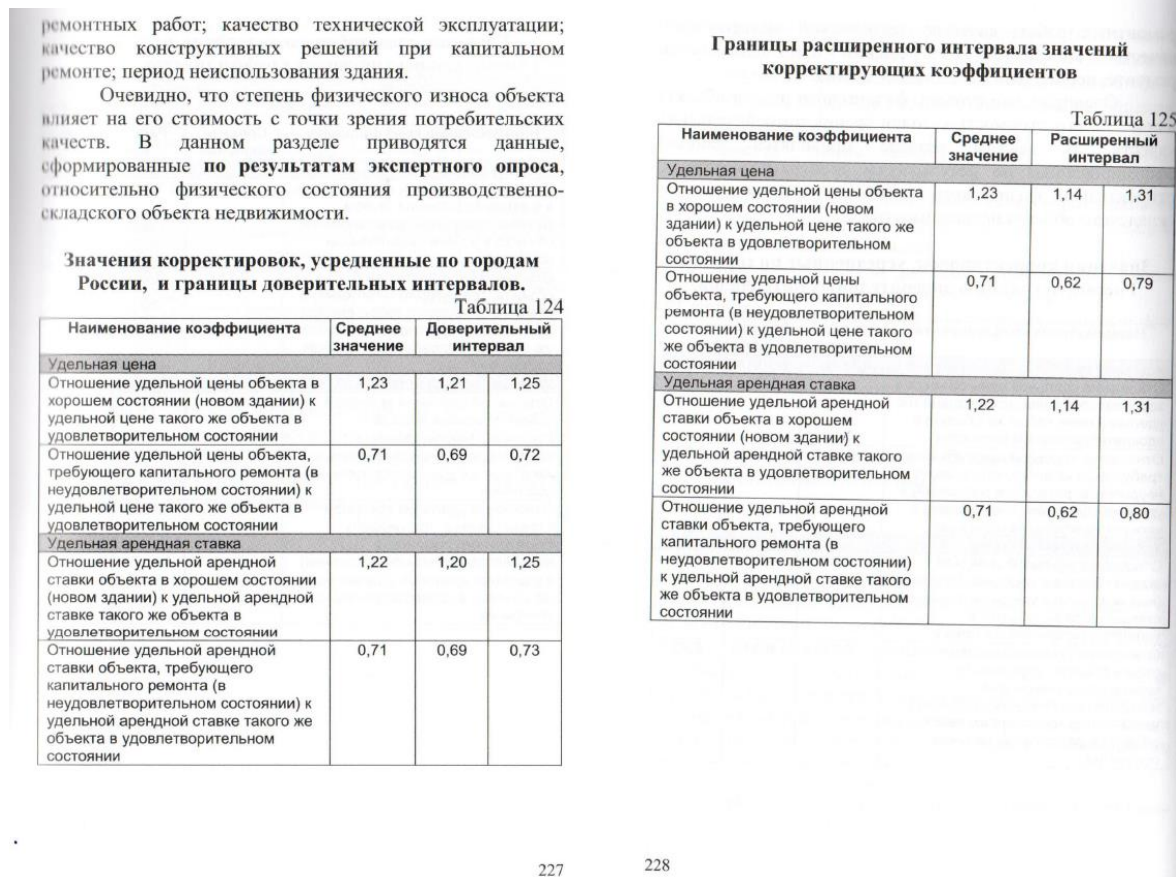 ремонтных работ; качество технической эксплуатации;
качество конструктивных решений при капитальном
ремонте; период неиспользования здания.
Очевидно, что степень физического износа объекта
влияет на его стоимость с точки зрения потребительских
качеств. В данном разделе приводятся данные,
сформированные по результатам экспертного опроса,
относительно физического состояния производственно-
складского объекта недвижимости.
Значения корректировок, усредненные по городам
России, и границы доверительных интервалов.
Таблица 124
Наименование коэффициента Среднее Доверительный
значение интервал
Удельная цена
Отношение удельной цены объекта в 1,23 1,21 1,25
хорошем состоянии (новом здании) к
удельной цене такого же объекта в
удовлетворительном состоянии
Отношение удельной цены объекта, 0,71 0,69 0,72
требующего капитального ремонта (в
неудовлетворительном состоянии) к
удельной цене такого же объекта в
удовлетворительном состоянии
Удельная арендная ставка
Отношение удельной арендной 1,22 1,20 1,25
ставки объекта в хорошем состоянии
(новом здании) к удельной арендной
ставке такого же объекта в
удовлетворительном состоянии
Отношение удельной арендной 0,71 0,69 0,73
ставки объекта, требующего
капитального ремонта (в
неудовлетворительном состоянии) к
удельной арендной ставке такого же
объекта в удовлетворительном
состоянии
227
Границы расширенного интервала значений
корректирующих коэффициентов
Таблица 125
Наименование коэффициента Среднее Расширенный
значение интервал
Удельная цена
Отношение удельной цены объекта 1,23 1,14 1,31
в хорошем состоянии (новом
здании) к удельной цене такого же
объекта в удовлетворительном
состоянии
Отношение удельной цены 0,71 0,62 0,79
объекта, требующего капитального
ремонта (в неудовлетворительном
состоянии) к удельной цене такого
же объекта в удовлетворительном
состоянии
Удельная арендная ставка
Отношение удельной арендной 1,22 1,14 1,31
ставки объекта в хорошем
состоянии (новом здании) к
удельной арендной ставке такого
же объекта в удовлетворительном
состоянии
Отношение удельной арендной 0,71 0,62 0,80
ставки объекта, требующего
капитального ремонта (в
неудовлетворительном состоянии)
к удельной арендной ставке такого
же объекта в удовлетворительном
состоянии
228